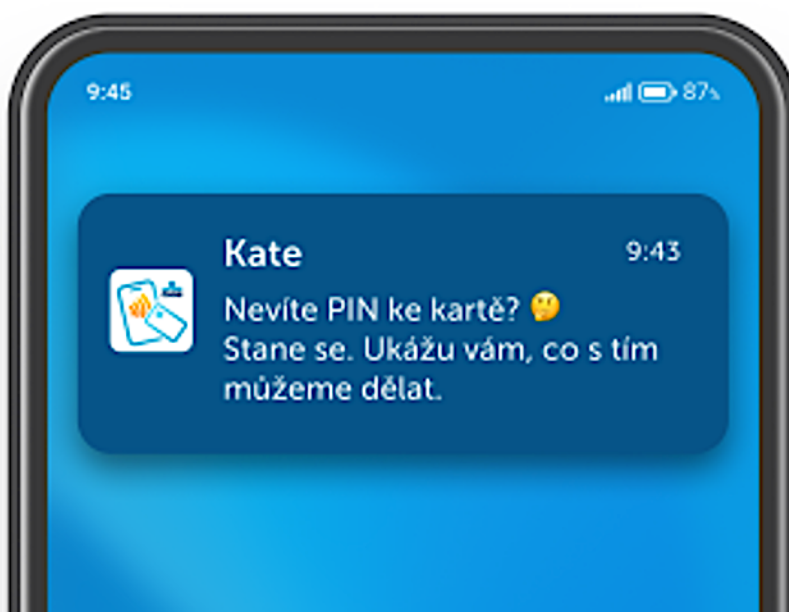 9:45 87%
Kate 9:43
Nevíte PIN ke kartě? 🤔
Stane se. Ukážu vám, co s tím
můžeme dělat.